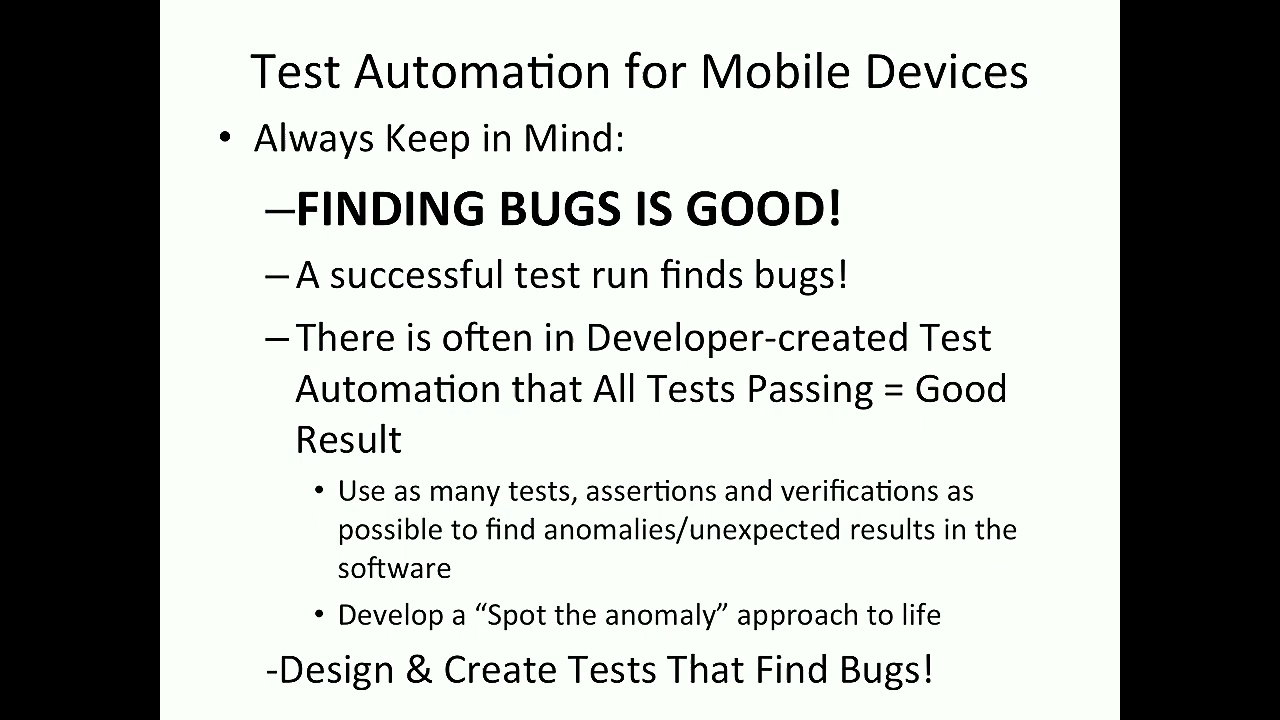 Test Automation for Mobile Devices
• Always Keep in Mind:
–FINDING BUGS IS GOOD!
– A successful test run finds bugs!
– There is often in Developer-created Test
Automation that All Tests Passing = Good
Result
• Use as many tests, assertions and verifications as
possible to find anomalies/unexpected results in the
software
• Develop a “Spot the anomaly” approach to life
-Design & Create Tests That Find Bugs!